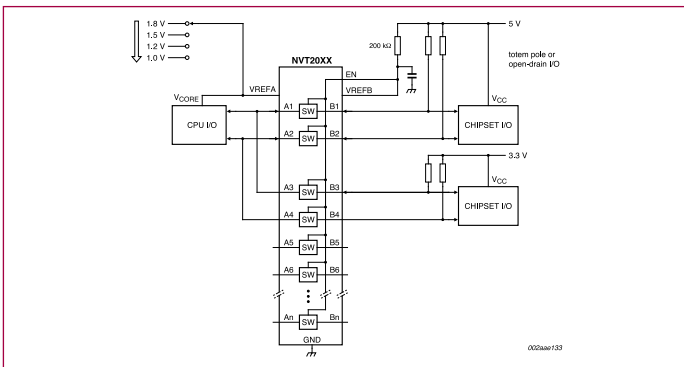 1.8 V
1.5 V
1.2 V
1.0 V
5 V
200 kΩ
totem pole or
open-drain I/O
NVT20XX
EN
VREFA
VREFB
VCORE
CPU I/O
A1
SW
B1
VCC
CHIPSET I/O
A2
SW
B2
3.3 V
A3
SW
B3
VCC
CHIPSET I/O
A4
SW
B4
A5
SW
B5
A6
SW
B6
An
SW
Bn
GND
002aae133